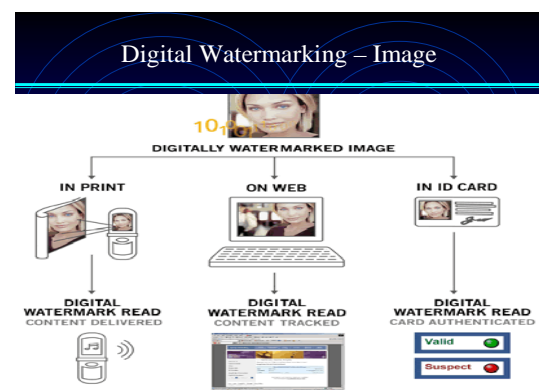 Digital Watermarking – Image
DIGITALLY WATERMARKED IMAGE
IN PRINT
ON WEB
IN ID CARD
DIGITAL
WATERMARK READ
CONTENT DELIVERED
DIGITAL
WATERMARK READ
CONTENT TRACKED
DIGITAL
WATERMARK READ
CARD AUTHENTICATED
Valid
Suspect